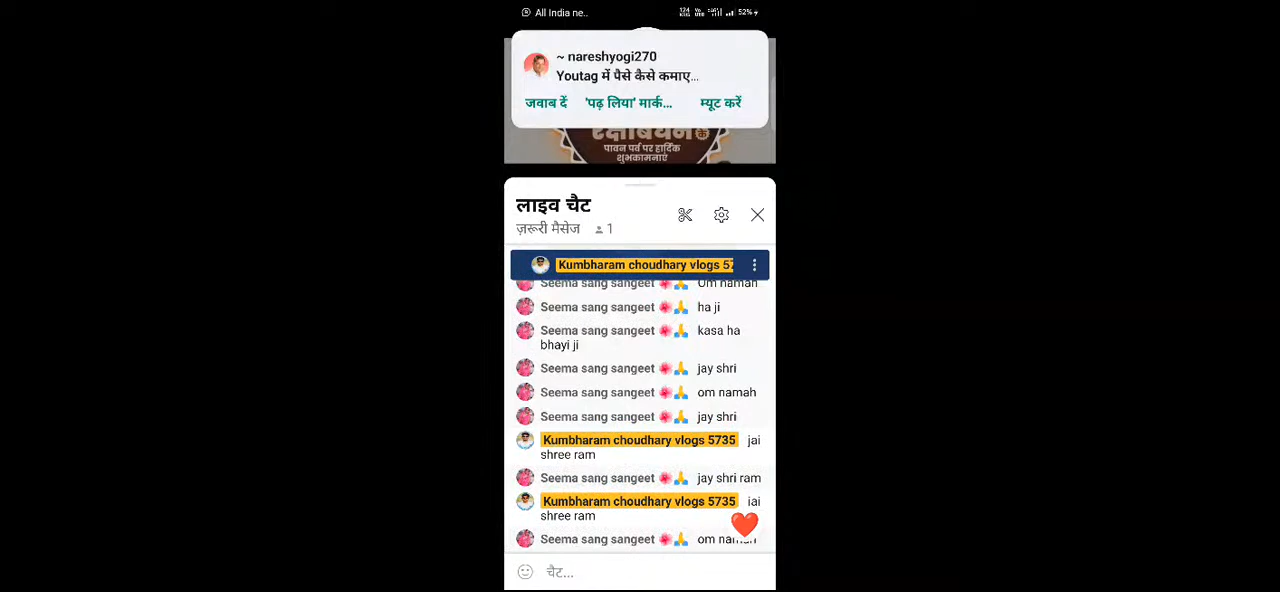 All India ne..
52%
~ nareshyogi270
Youtag में पैसे कैसे कमाए...
जवाब दें 'पढ़ लिया' मार्क... म्यूट करें
रक्षाबंधन के
पावन पर्व पर हार्दिक
शुभकामनाएं
लाइव चैट
ज़रूरी मैसेज 1
Kumbharam choudhary vlogs 57
Seema sang sangeet 🌺🙏 Om namah
Seema sang sangeet 🌺🙏 ha ji
Seema sang sangeet 🌺🙏 kasa ha
bhayi ji
Seema sang sangeet 🌺🙏 jay shri
Seema sang sangeet 🌺🙏 om namah
Seema sang sangeet 🌺🙏 jay shri
Kumbharam choudhary vlogs 5735 jai
shree ram
Seema sang sangeet 🌺🙏 jay shri ram
Kumbharam choudhary vlogs 5735 jai
shree ram
Seema sang sangeet 🌺🙏 om namah
चैट...